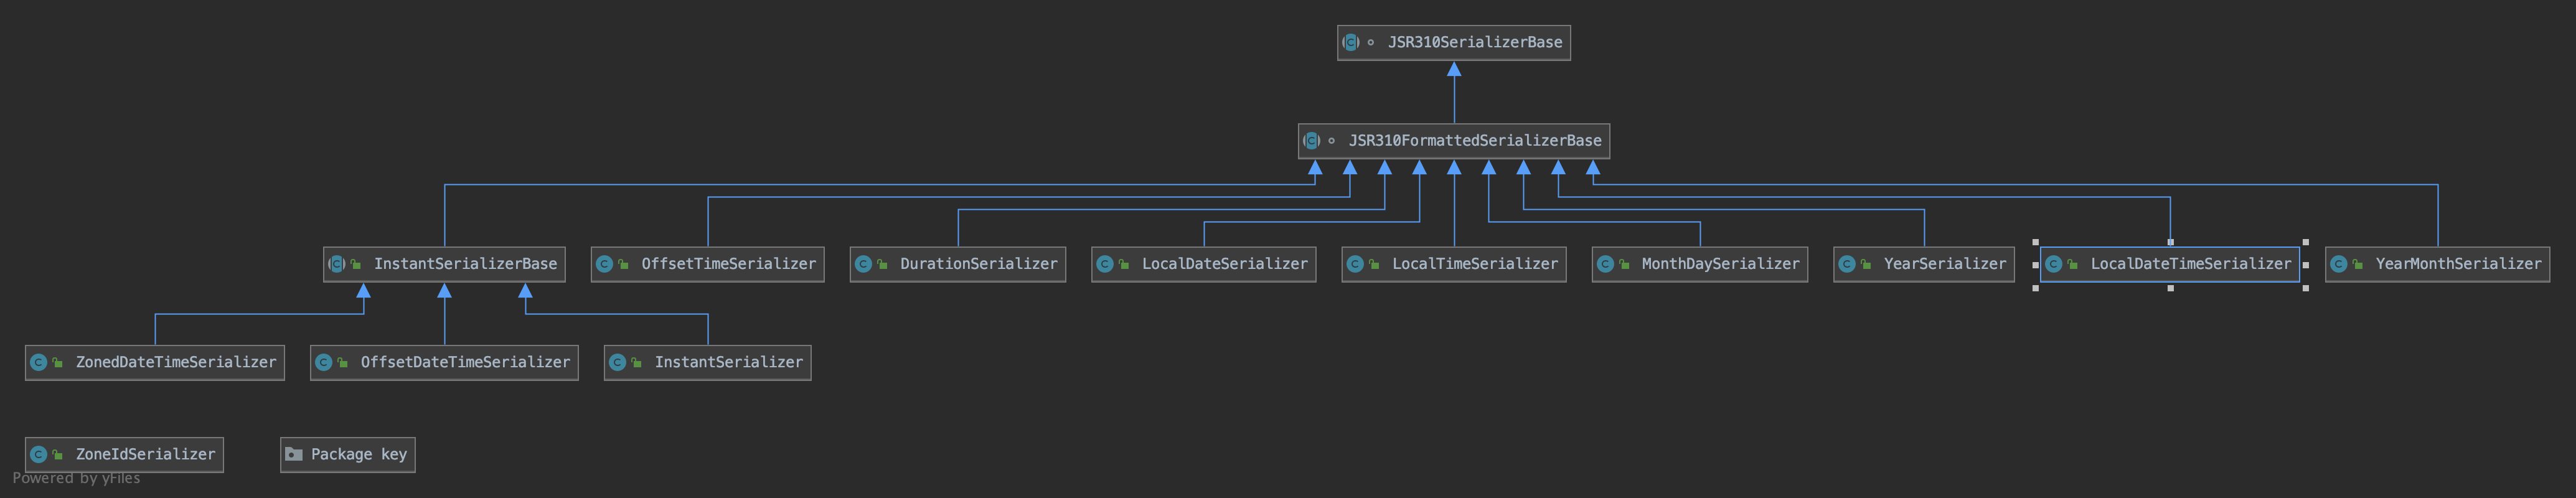 JSR310SerializerBase
JSR310FormattedSerializerBase
InstantSerializerBase
OffsetTimeSerializer
DurationSerializer
LocalDateSerializer
LocalTimeSerializer
MonthDaySerializer
YearSerializer
LocalDateTimeSerializer
YearMonthSerializer
ZonedDateTimeSerializer
OffsetDateTimeSerializer
InstantSerializer
ZoneIdSerializer
Package key
Powered by yFiles